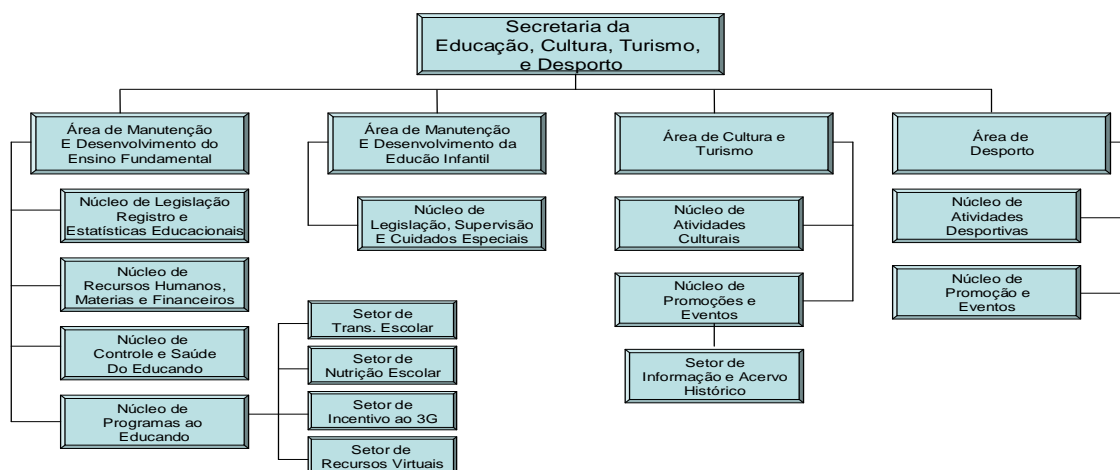 Secretaria da
Educação, Cultura, Turismo,
e Desporto
Área de Manutenção
E Desenvolvimento do
Ensino Fundamental
Área de Manutenção
E Desenvolvimento da
Educão Infantil
Área de Cultura e
Turismo
Área de
Desporto
Núcleo de Legislação
Registro e
Estatísticas Educacionais
Núcleo de
Legislação, Supervisão
E Cuidados Especiais
Núcleo de
Atividades
Culturais
Núcleo de
Atividades
Desportivas
Núcleo de
Recursos Humanos,
Materias e Financeiros
Núcleo de
Promoções e
Eventos
Núcleo de
Promoção e
Eventos
Setor de
Trans. Escolar
Núcleo de
Controle e Saúde
Do Educando
Setor de
Nutrição Escolar
Setor de
Informação e Acervo
Histórico
Núcleo de
Programas ao
Educando
Setor de
Incentivo ao 3G
Setor de
Recursos Virtuais